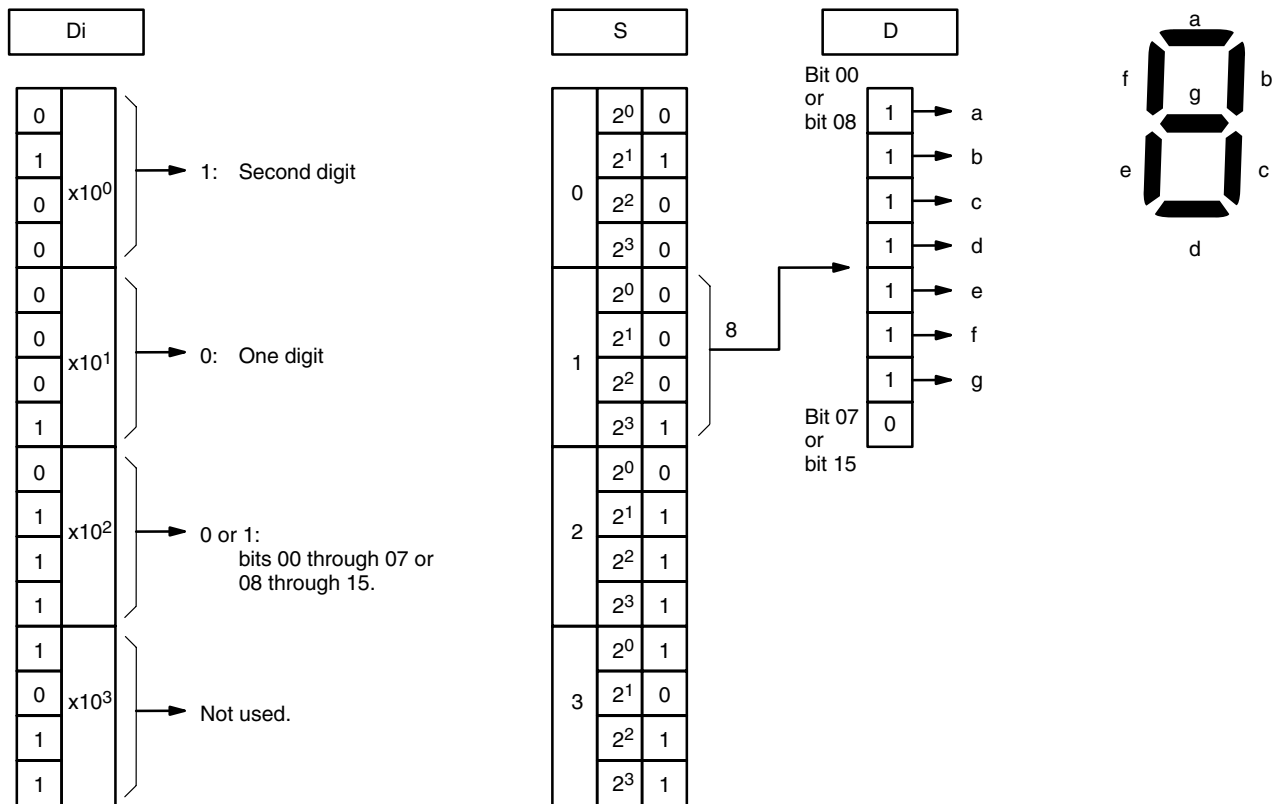 Di
S
D
0
1
0
0
x10⁰
1: Second digit
0
0
0
1
x10¹
0: One digit
0
1
1
1
x10²
0 or 1:
bits 00 through 07 or
08 through 15.
1
0
1
1
x10³
Not used.
0
2⁰ 0
2¹ 1
2² 0
2³ 0
1
2⁰ 0
2¹ 0
2² 0
2³ 1
8
2
2⁰ 0
2¹ 1
2² 1
2³ 1
3
2⁰ 1
2¹ 0
2² 1
2³ 1
Bit 00
or
bit 08
1 a
1 b
1 c
1 d
1 e
1 f
1 g
0
Bit 07
or
bit 15
a
f
b
g
e
c
d